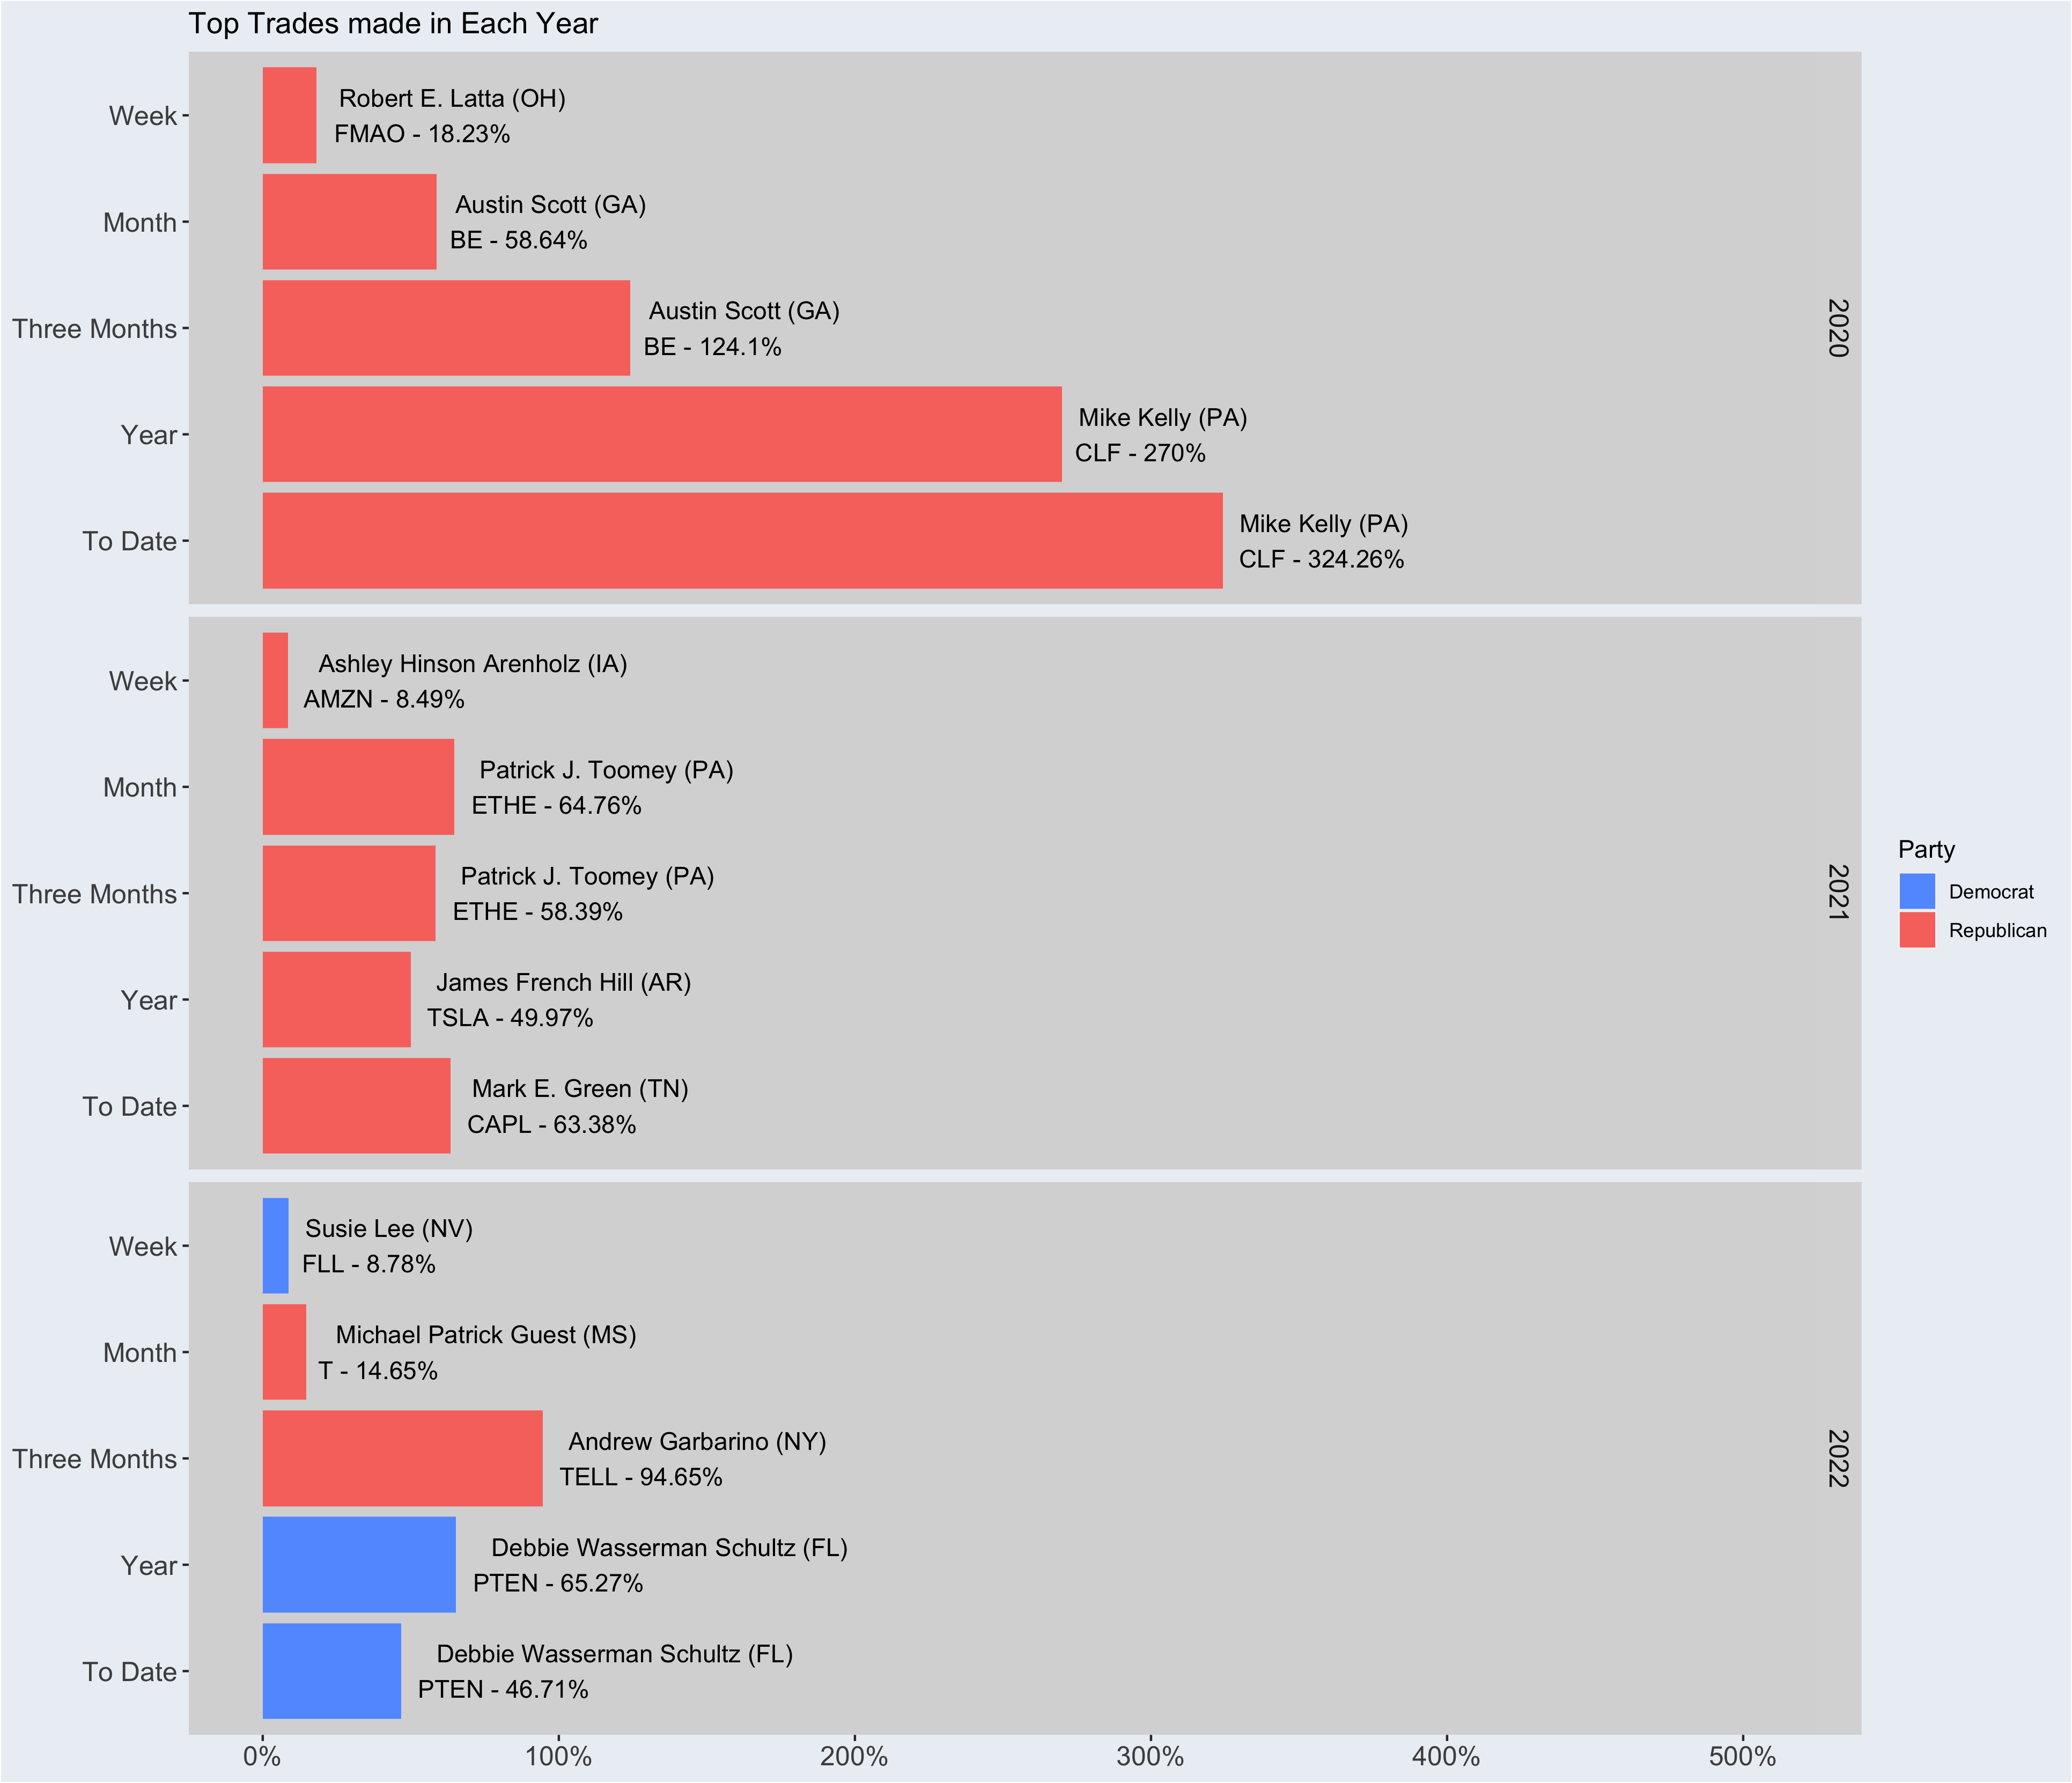 Top Trades made in Each Year
Week
Robert E. Latta (OH)
FMAO - 18.23%
Month
Austin Scott (GA)
BE - 58.64%
Three Months
Austin Scott (GA)
BE - 124.1%
Year
Mike Kelly (PA)
CLF - 270%
To Date
Mike Kelly (PA)
CLF - 324.26%
2020
Week
Ashley Hinson Arenholz (IA)
AMZN - 8.49%
Month
Patrick J. Toomey (PA)
ETHE - 64.76%
Three Months
Patrick J. Toomey (PA)
ETHE - 58.39%
Year
James French Hill (AR)
TSLA - 49.97%
To Date
Mark E. Green (TN)
CAPL - 63.38%
2021
Week
Susie Lee (NV)
FLL - 8.78%
Month
Michael Patrick Guest (MS)
T - 14.65%
Three Months
Andrew Garbarino (NY)
TELL - 94.65%
Year
Debbie Wasserman Schultz (FL)
PTEN - 65.27%
To Date
Debbie Wasserman Schultz (FL)
PTEN - 46.71%
2022
0% 100% 200% 300% 400% 500%
Party
Democrat
Republican